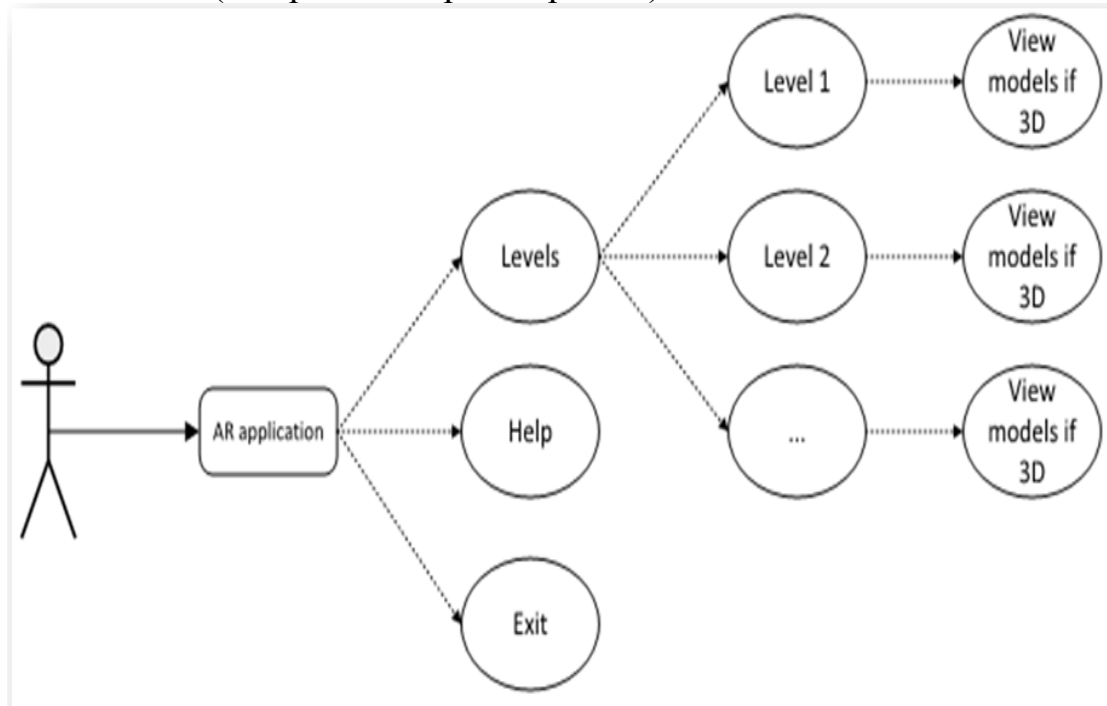 Level 1
View
models if
3D
Levels
Level 2
View
models if
3D
AR application
Help
...
View
models if
3D
Exit